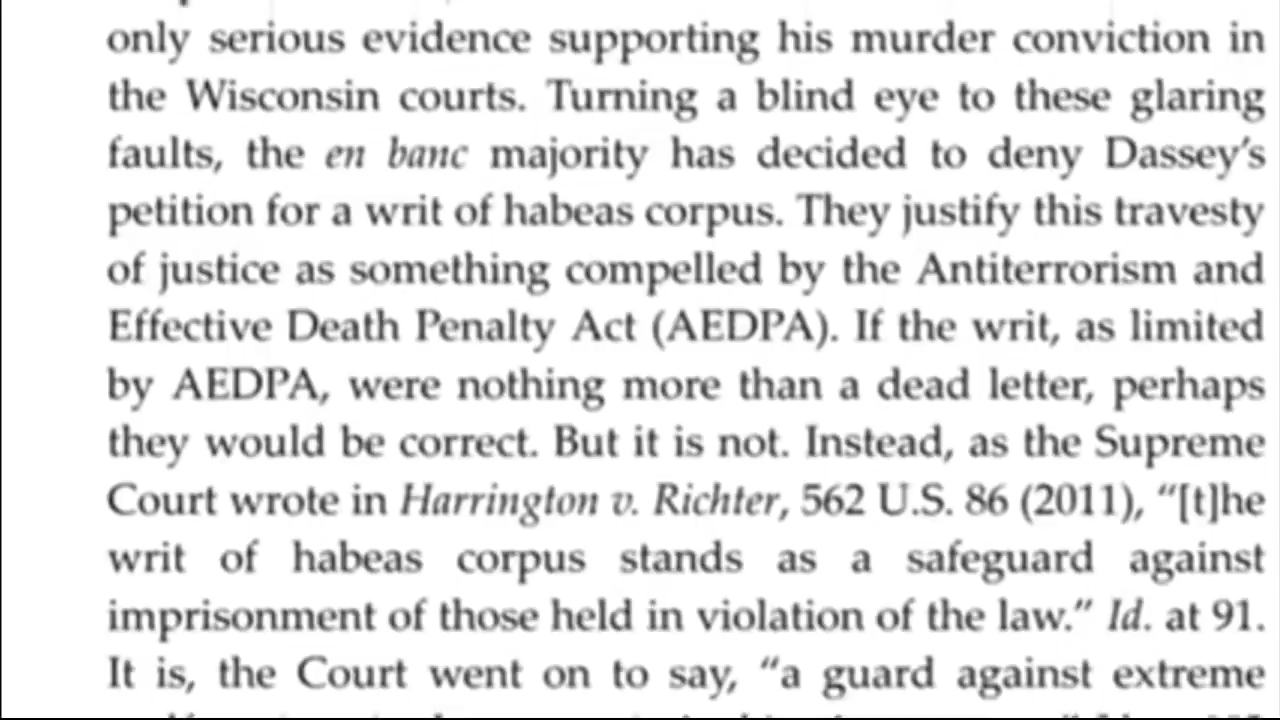 only serious evidence supporting his murder conviction in
the Wisconsin courts. Turning a blind eye to these glaring
faults, the en banc majority has decided to deny Dassey’s
petition for a writ of habeas corpus. They justify this travesty
of justice as something compelled by the Antiterrorism and
Effective Death Penalty Act (AEDPA). If the writ, as limited
by AEDPA, were nothing more than a dead letter, perhaps
they would be correct. But it is not. Instead, as the Supreme
Court wrote in Harrington v. Richter, 562 U.S. 86 (2011), “[t]he
writ of habeas corpus stands as a safeguard against
imprisonment of those held in violation of the law.” Id. at 91.
It is, the Court went on to say, “a guard against extreme